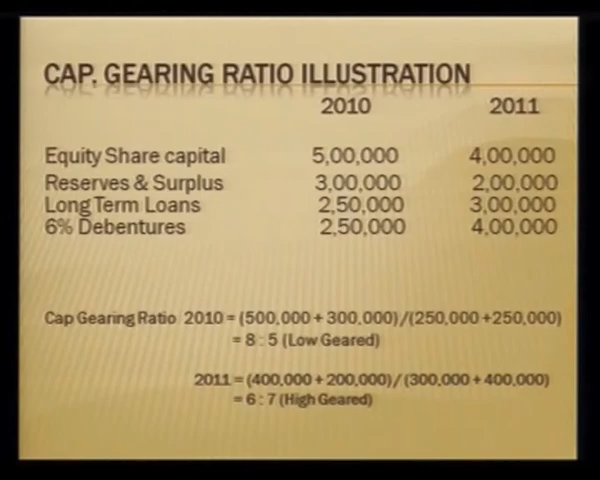 CAP. GEARING RATIO ILLUSTRATION
2010 2011
Equity Share capital 5,00,000 4,00,000
Reserves & Surplus 3,00,000 2,00,000
Long Term Loans 2,50,000 3,00,000
6% Debentures 2,50,000 4,00,000
Cap Gearing Ratio 2010 = (500,000 + 300,000)/(250,000 +250,000)
= 8 : 5 (Low Geared)
2011 = (400,000 + 200,000)/(300,000 + 400,000)
= 6 : 7 (High Geared)